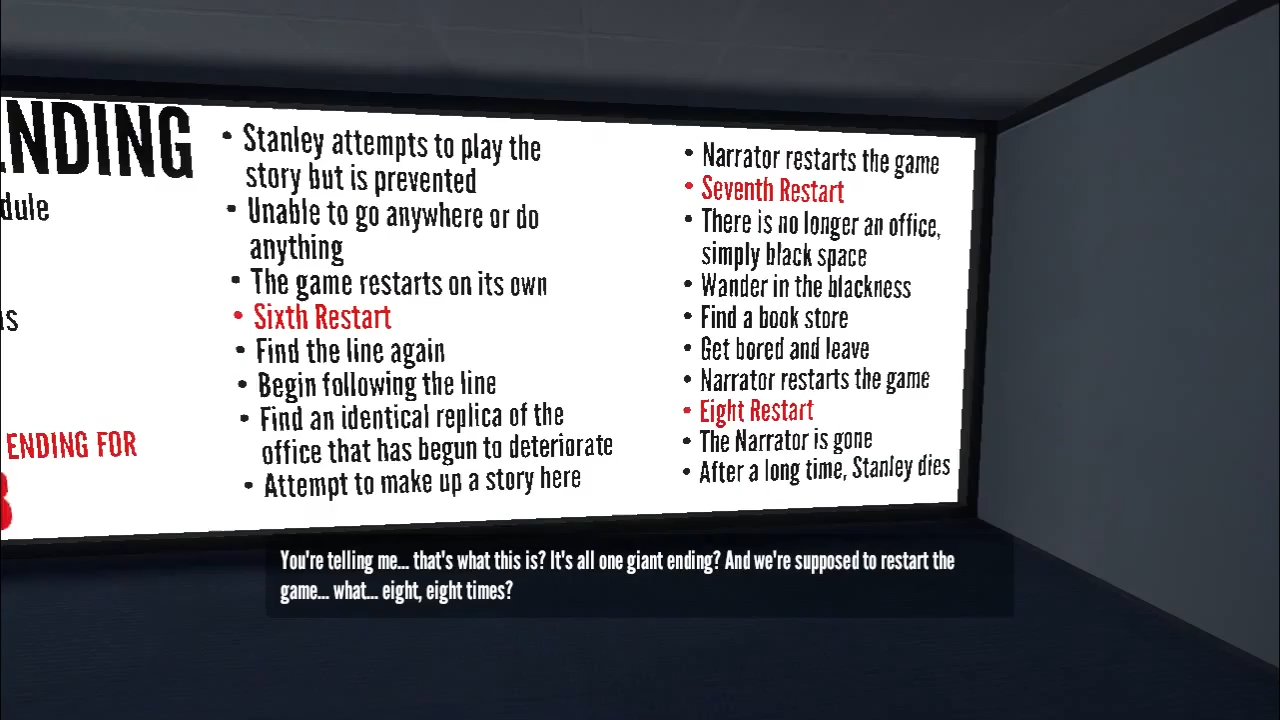 ENDING
dule
ENDING FOR
• Stanley attempts to play the
story but is prevented
• Unable to go anywhere or do
anything
• The game restarts on its own
• Sixth Restart
• Find the line again
• Begin following the line
• Find an identical replica of the
office that has begun to deteriorate
• Attempt to make up a story here
• Narrator restarts the game
• Seventh Restart
• There is no longer an office,
simply black space
• Wander in the blackness
• Find a book store
• Get bored and leave
• Narrator restarts the game
• Eight Restart
• The Narrator is gone
• After a long time, Stanley dies
You're telling me... that's what this is? It's all one giant ending? And we're supposed to restart the
game... what... eight, eight times?